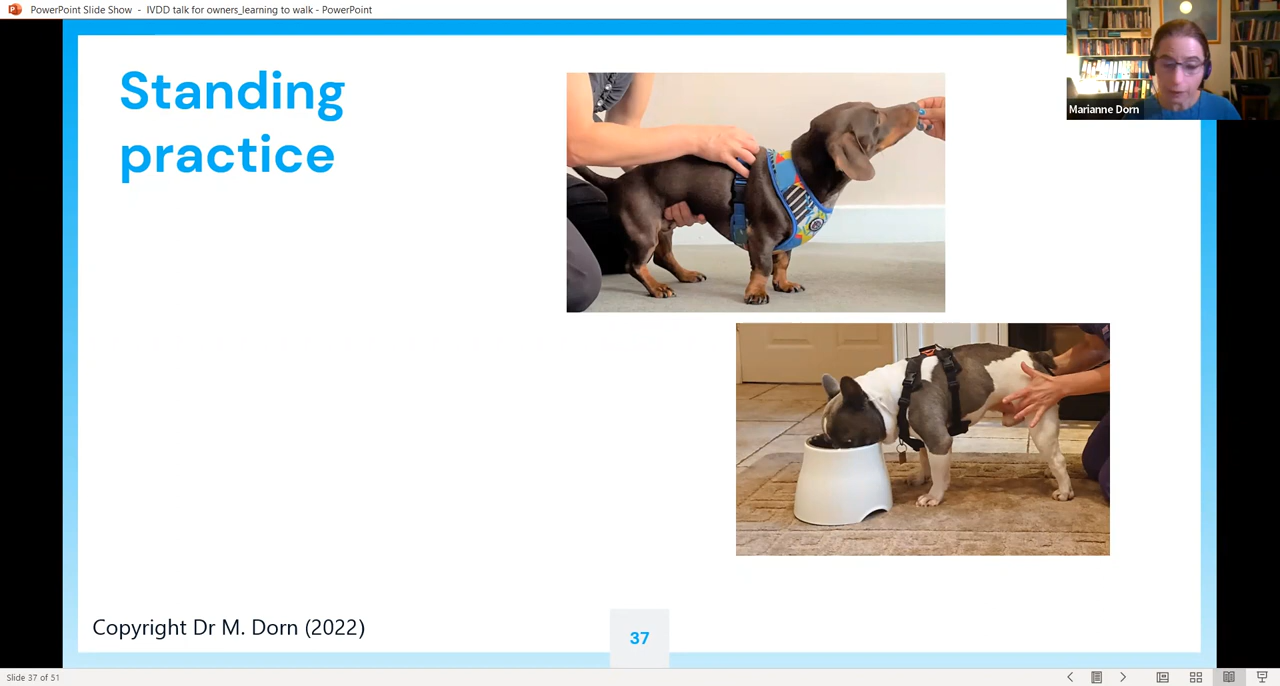 PowerPoint Slide Show - IVDD talk for owners_learning to walk - PowerPoint
Marianne Dorn
Standing
practice
Copyright Dr M. Dorn (2022)
37
Slide 37 of 51